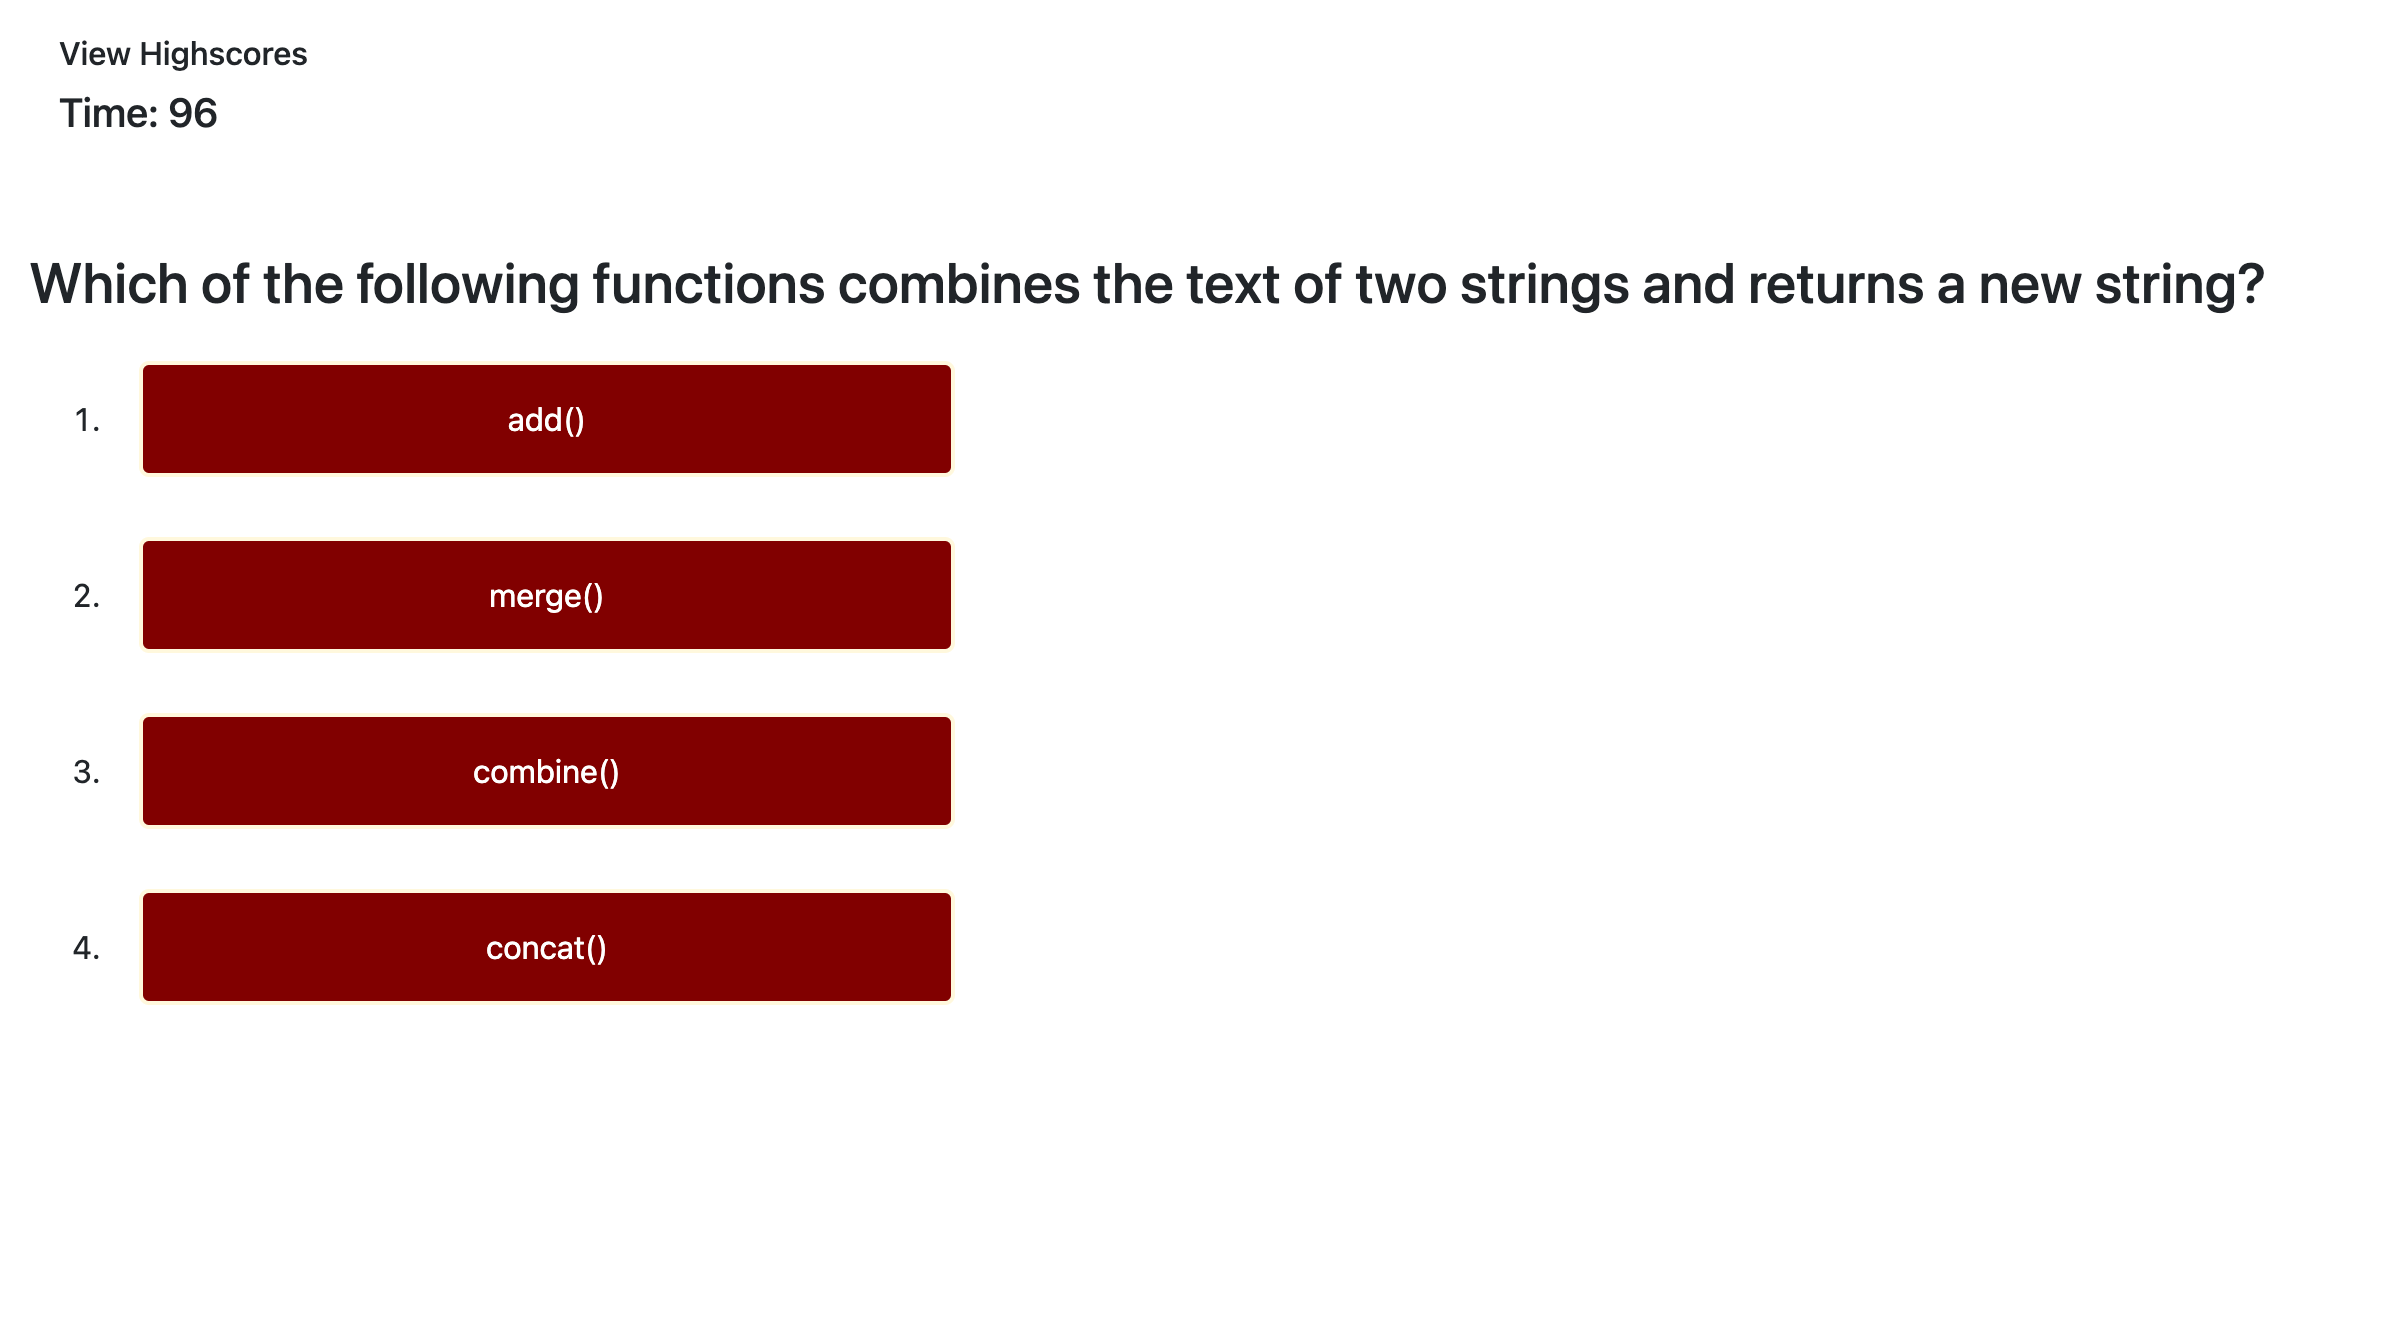 View Highscores
Time: 96
Which of the following functions combines the text of two strings and returns a new string?
1. add()
2. merge()
3. combine()
4. concat()